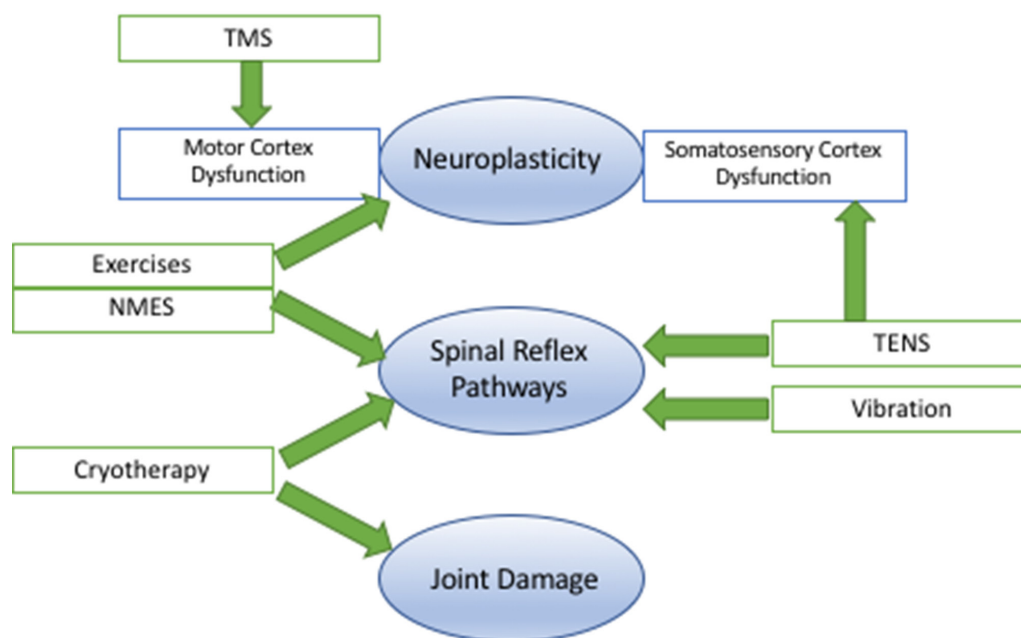 TMS
Motor Cortex
Dysfunction
Neuroplasticity
Somatosensory Cortex
Dysfunction
Exercises
NMES
Spinal Reflex
Pathways
TENS
Vibration
Cryotherapy
Joint Damage